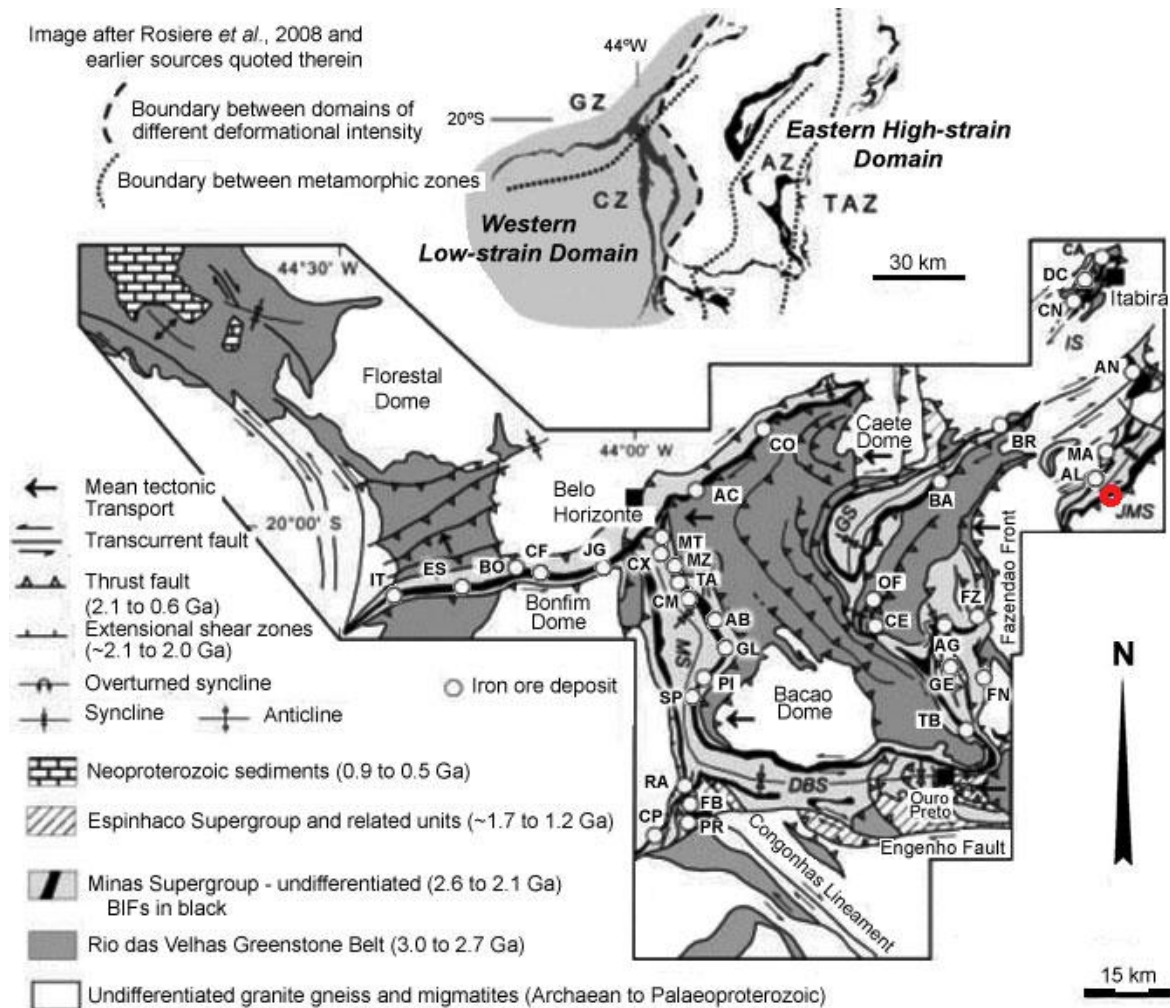 Image after Rosiere et al., 2008 and
earlier sources quoted therein
Boundary between domains of
different deformational intensity
Boundary between metamorphic zones
44ºW
20ºS
GZ
CZ
AZ
TAZ
Eastern High-strain
Domain
Western
Low-strain Domain
30 km
44º30' W
Florestal
Dome
44º00' W
20º00' S
Belo
Horizonte
Bonfim
Dome
Caete
Dome
Bacao
Dome
Itabira
CA
DC
CN
IS
AN
BR
MA
AL
JMS
CO
AC
BA
GS
MT
CX
MZ
TA
CM
AB
GL
MS
PI
SP
IT
ES
BO
CF
JG
OF
CE
FZ
AG
GE
FN
TB
Fazendao Front
DBS
Ouro
Preto
Engenho Fault
RA
FB
CP
PR
Congonhas Lineament
N
15 km
Mean tectonic
Transport
Transcurrent fault
Thrust fault
(2.1 to 0.6 Ga)
Extensional shear zones
(~2.1 to 2.0 Ga)
Overturned syncline
Syncline
Anticline
Iron ore deposit
Neoproterozoic sediments (0.9 to 0.5 Ga)
Espinhaco Supergroup and related units (~1.7 to 1.2 Ga)
Minas Supergroup - undifferentiated (2.6 to 2.1 Ga)
BIFs in black
Rio das Velhas Greenstone Belt (3.0 to 2.7 Ga)
Undifferentiated granite gneiss and migmatites (Archaean to Palaeoproterozoic)